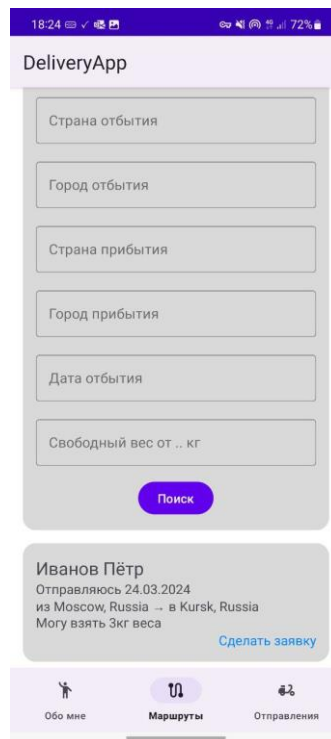 18:24
72%
DeliveryApp
Страна отбытия
Город отбытия
Страна прибытия
Город прибытия
Дата отбытия
Свободный вес от .. кг
Поиск
Иванов Пётр
Отправляюсь 24.03.2024
из Moscow, Russia → в Kursk, Russia
Могу взять 3кг веса
Сделать заявку
Обо мне
Маршруты
Отправления